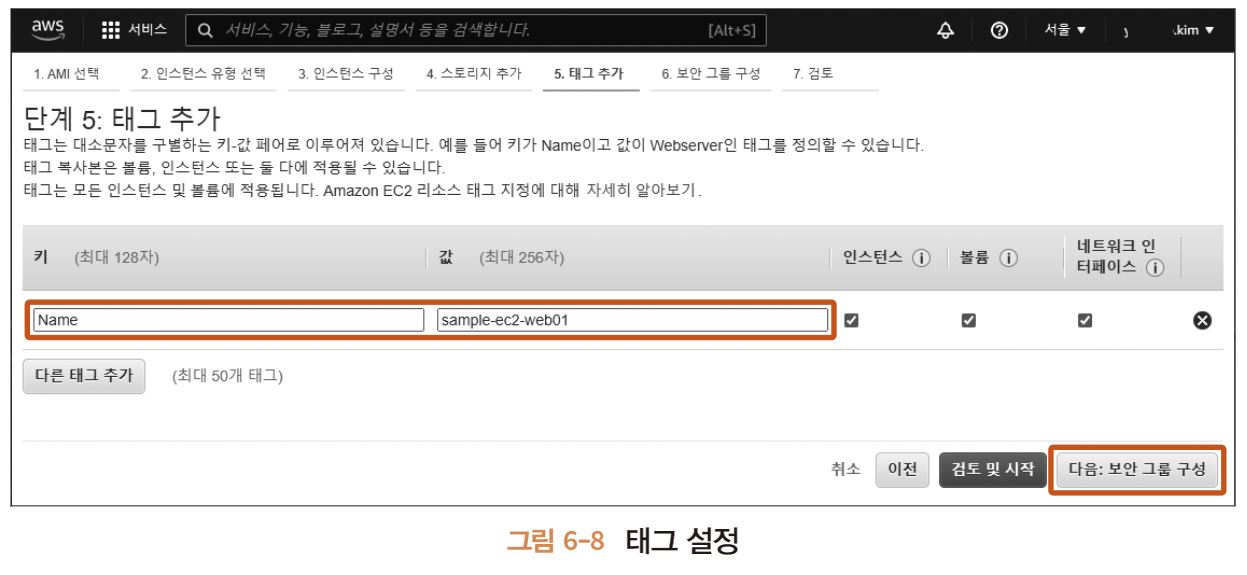 aws 서비스 서비스, 기능, 블로그, 설명서 등을 검색합니다. [Alt+S] 서울 ▼ .kim ▼
1. AMI 선택 2. 인스턴스 유형 선택 3. 인스턴스 구성 4. 스토리지 추가 5. 태그 추가 6. 보안 그룹 구성 7. 검토
단계 5: 태그 추가
태그는 대소문자를 구별하는 키-값 페어로 이루어져 있습니다. 예를 들어 키가 Name이고 값이 Webserver인 태그를 정의할 수 있습니다.
태그 복사본은 볼륨, 인스턴스 또는 둘 다에 적용될 수 있습니다.
태그는 모든 인스턴스 및 볼륨에 적용됩니다. Amazon EC2 리소스 태그 지정에 대해 자세히 알아보기.
키 (최대 128자) 값 (최대 256자) 인스턴스 볼륨 네트워크 인
터페이스
Name sample-ec2-web01
다른 태그 추가 (최대 50개 태그)
취소 이전 검토 및 시작 다음: 보안 그룹 구성
그림 6-8 태그 설정